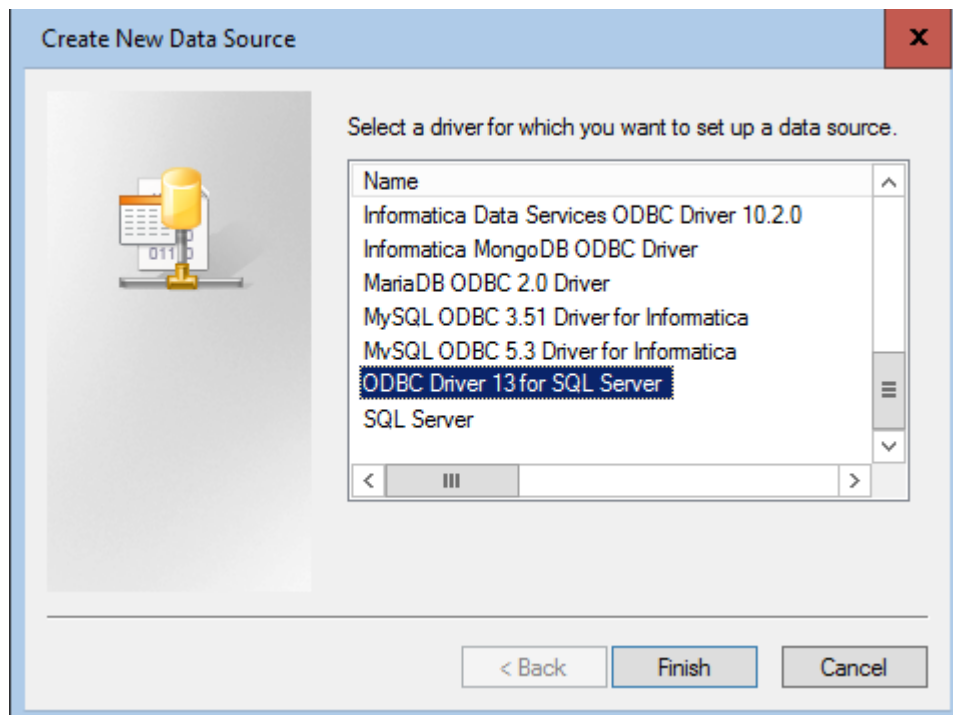 Create New Data Source
x
Select a driver for which you want to set up a data source.
Name
Informatica Data Services ODBC Driver 10.2.0
Informatica MongoDB ODBC Driver
MariaDB ODBC 2.0 Driver
MySQL ODBC 3.51 Driver for Informatica
MySQL ODBC 5.3 Driver for Informatica
ODBC Driver 13 for SQL Server
SQL Server
011
< Back Finish Cancel